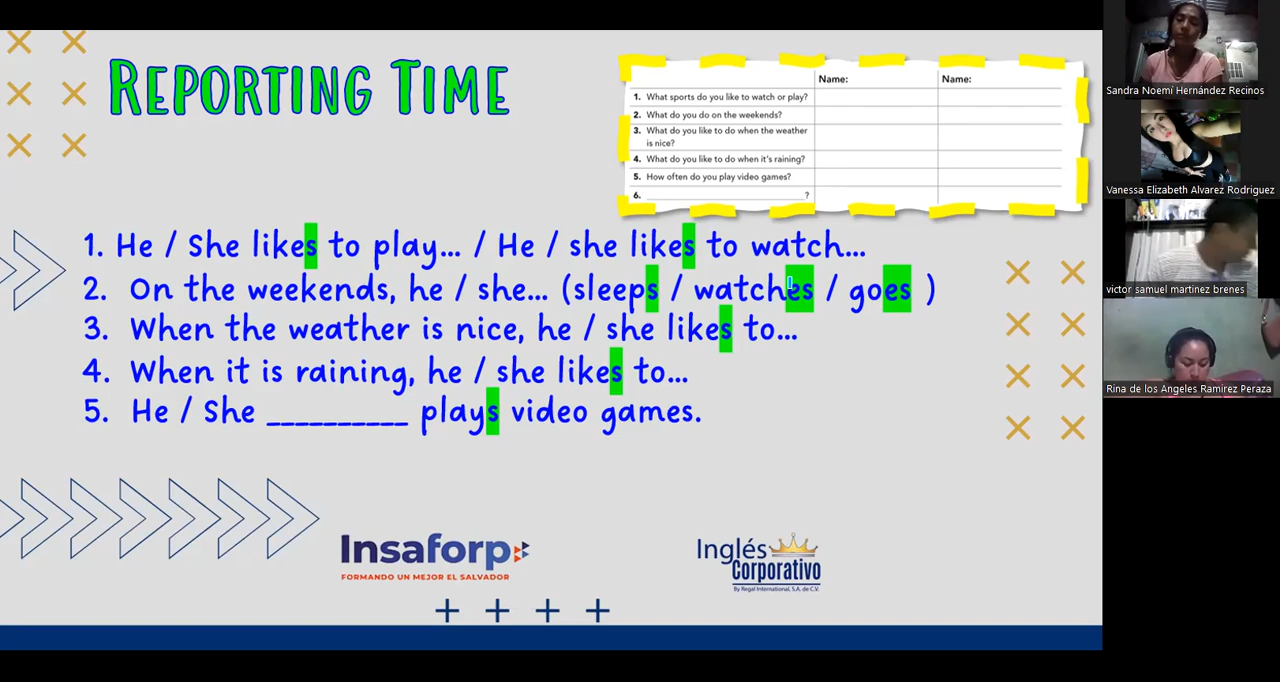 REPORTING TIME
Name: Name:
1. What sports do you like to watch or play?
2. What do you do on the weekends?
3. What do you like to do when the weather
is nice?
4. What do you like to do when it's raining?
5. How often do you play video games?
6. ______________________________ ?
1. He / She likes to play... / He / she likes to watch...
2. On the weekends, he / she... (sleeps / watches / goes )
3. When the weather is nice, he / she likes to...
4. When it is raining, he / she likes to...
5. He / She __________ plays video games.
Insaforp
FORMANDO UN MEJOR EL SALVADOR
Inglés
Corporativo
By Regal International, S.A. de C.V.
Sandra Noemí Hernández Recinos
Vanessa Elizabeth Alvarez Rodriguez
victor samuel martinez brenes
Rina de los Angeles Ramirez Peraza